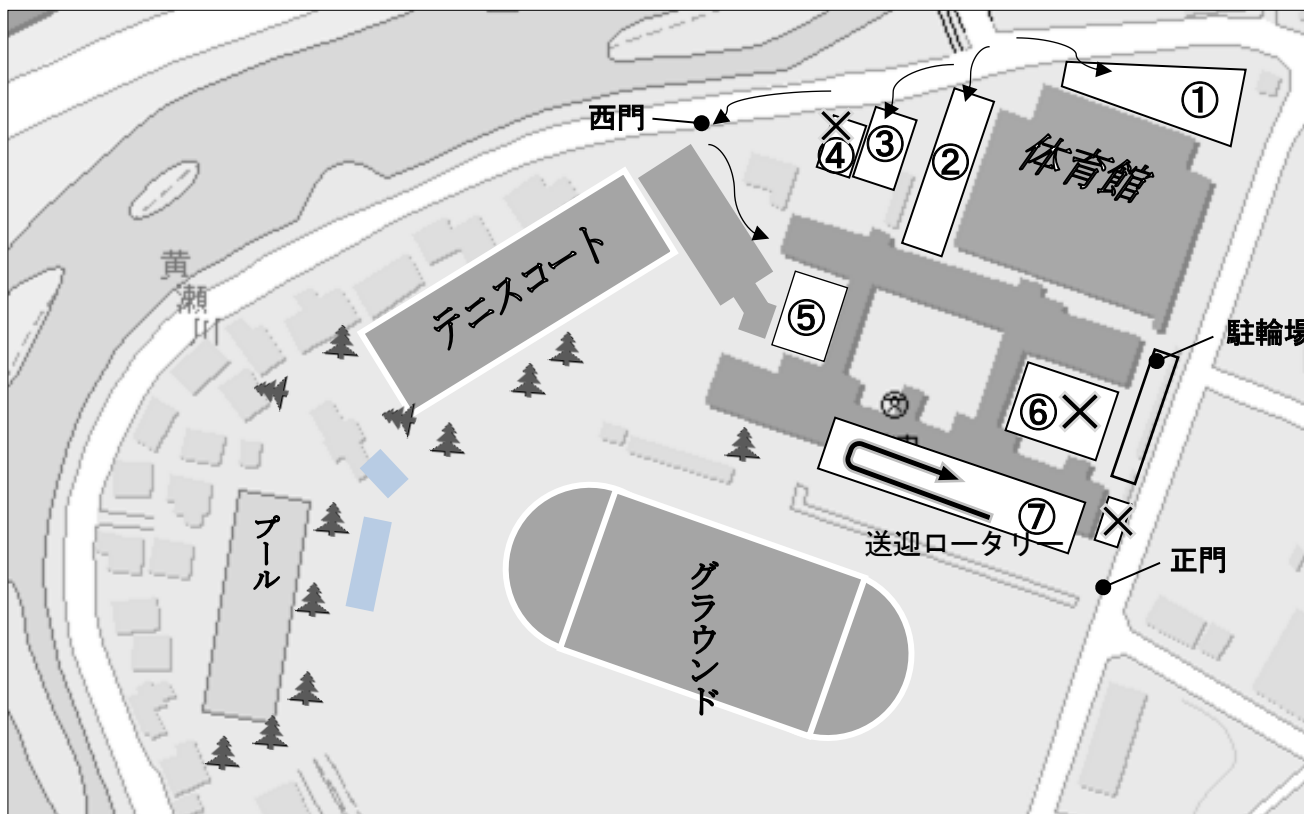 ①
西門
④
③
②
体育館
テニスコート
黄瀬川
⑤
駐輪場
⑥
⑦
送迎ロータリー
正門
プール
グラウンド